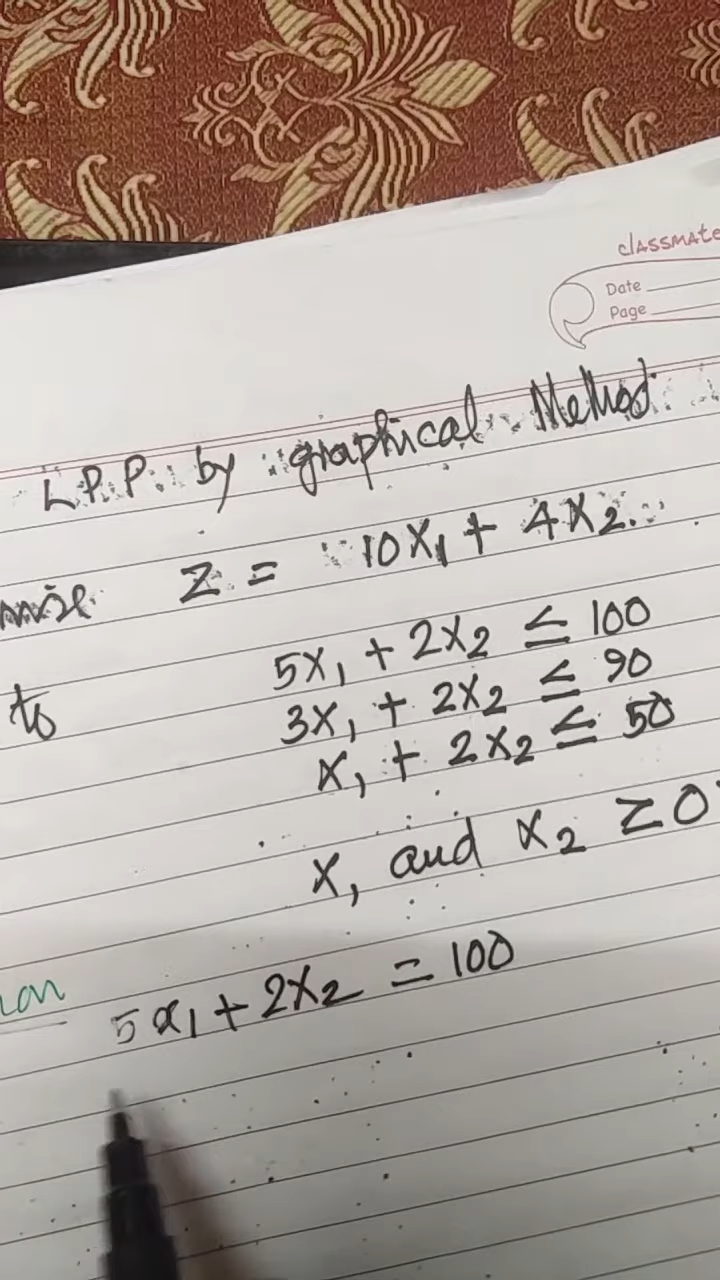 classmate
Date
Page
L.P.P. by graphical Method
Z = 10X₁ + 4X₂.
to 5X₁ + 2X₂ ≤ 100
3X₁ + 2X₂ ≤ 90
X₁ + 2X₂ ≤ 50
X₁ and X₂ ≥ 0
5x₁ + 2X₂ = 100